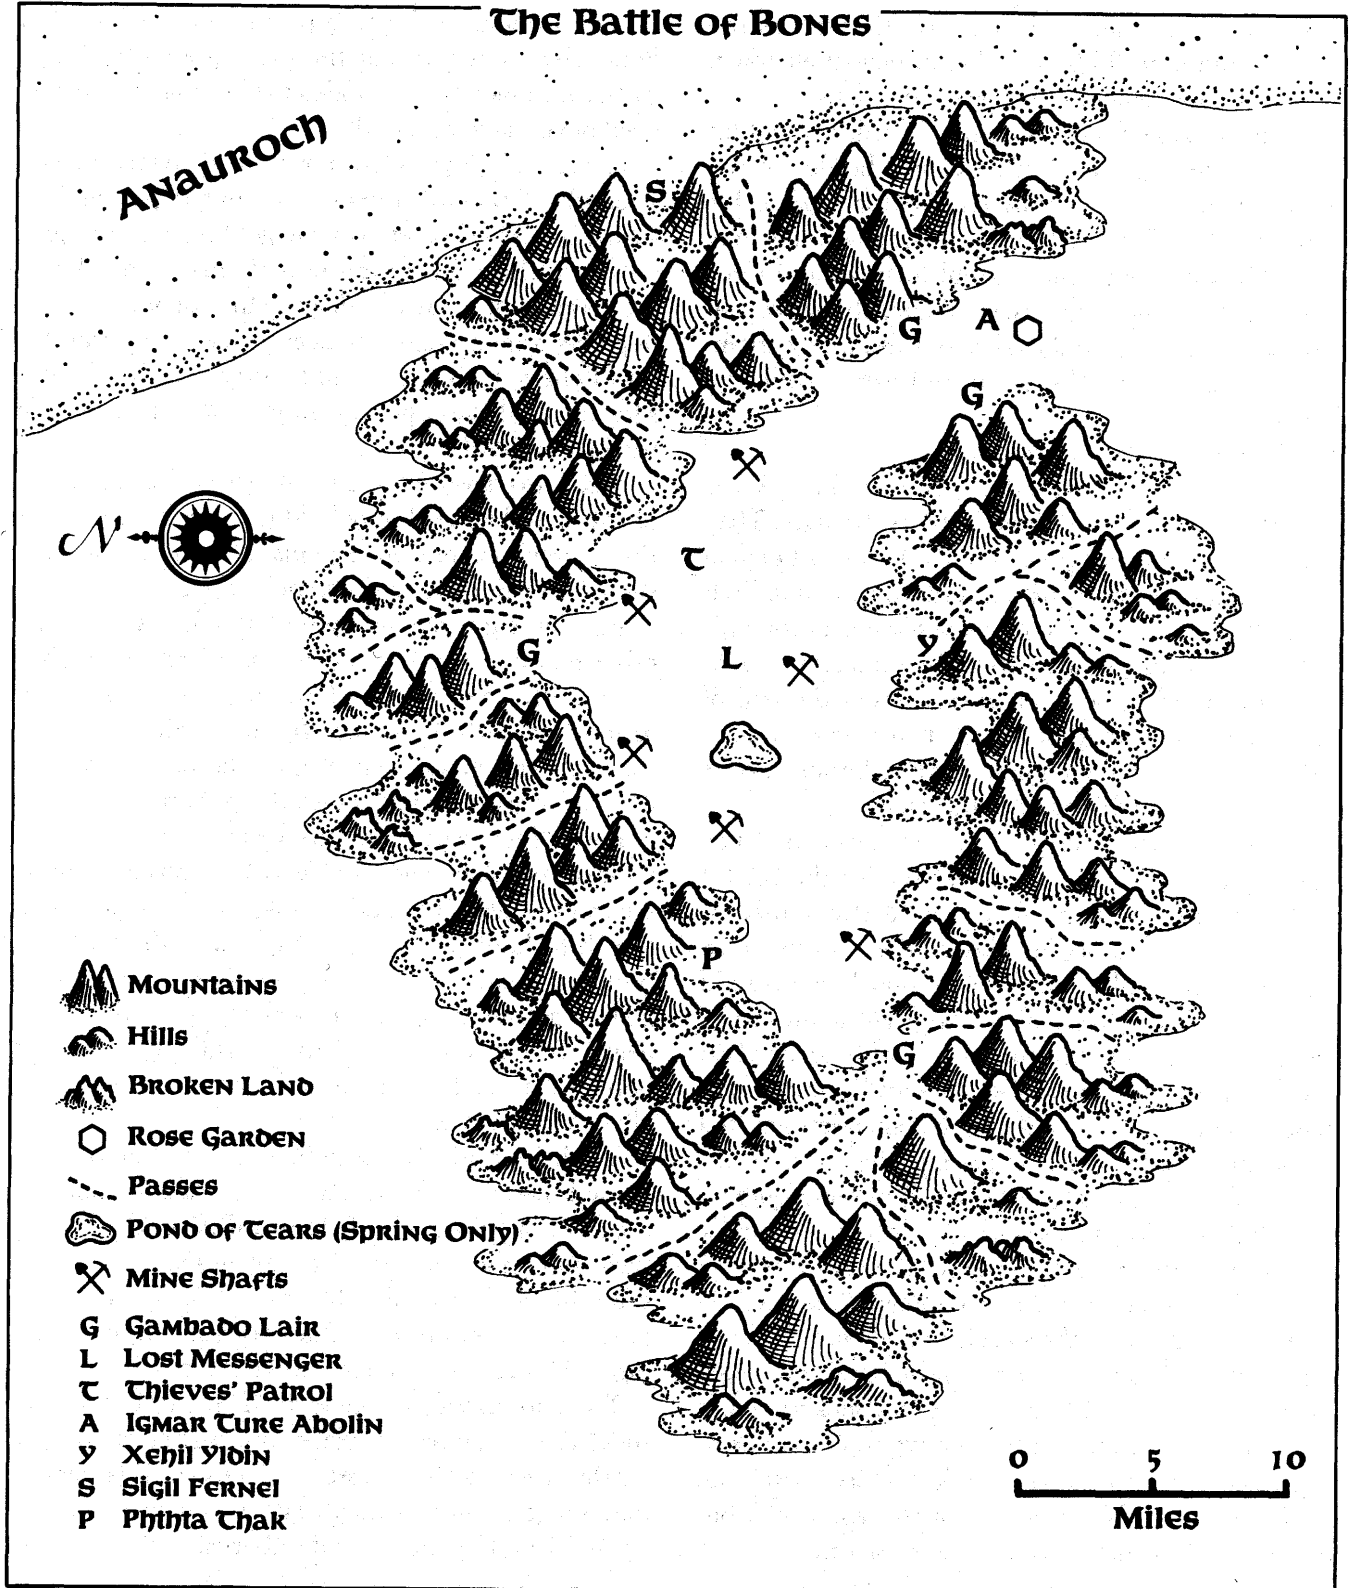 The Battle of Bones
Anauroch
S
G
A
G
N
T
Y
G
L
P
G
Mountains
Hills
Broken Land
Rose Garden
Passes
Pond of Tears (Spring Only)
Mine Shafts
G Gambado Lair
L Lost Messenger
T Thieves' Patrol
A Igmar Ture Abolin
Y Xehil Yldin
S Sigil Fernel
P Phthta Thak
0 5 10
Miles